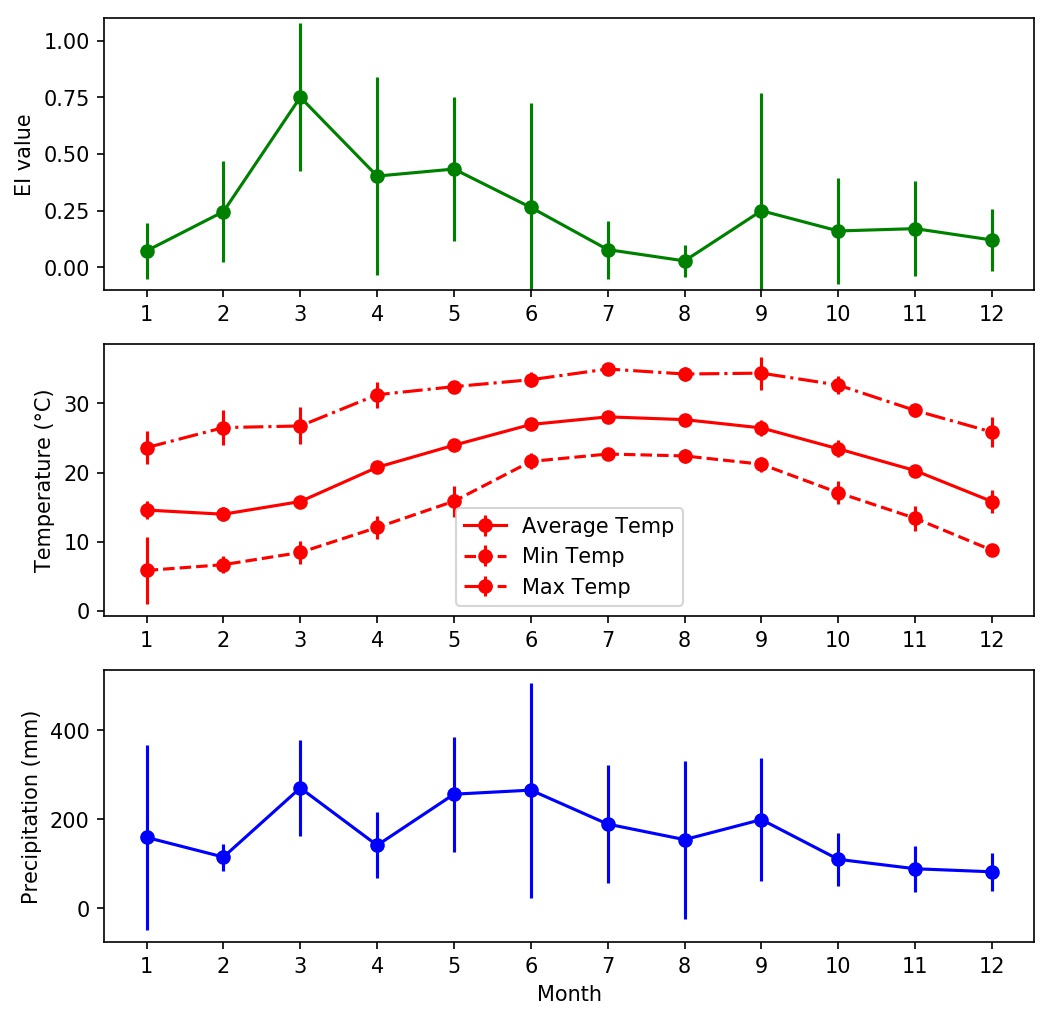 EI value
1.00
0.75
0.50
0.25
0.00
1 2 3 4 5 6 7 8 9 10 11 12
Temperature (°C)
30
20
10
0
Average Temp
Min Temp
Max Temp
1 2 3 4 5 6 7 8 9 10 11 12
Precipitation (mm)
400
200
0
1 2 3 4 5 6 7 8 9 10 11 12
Month